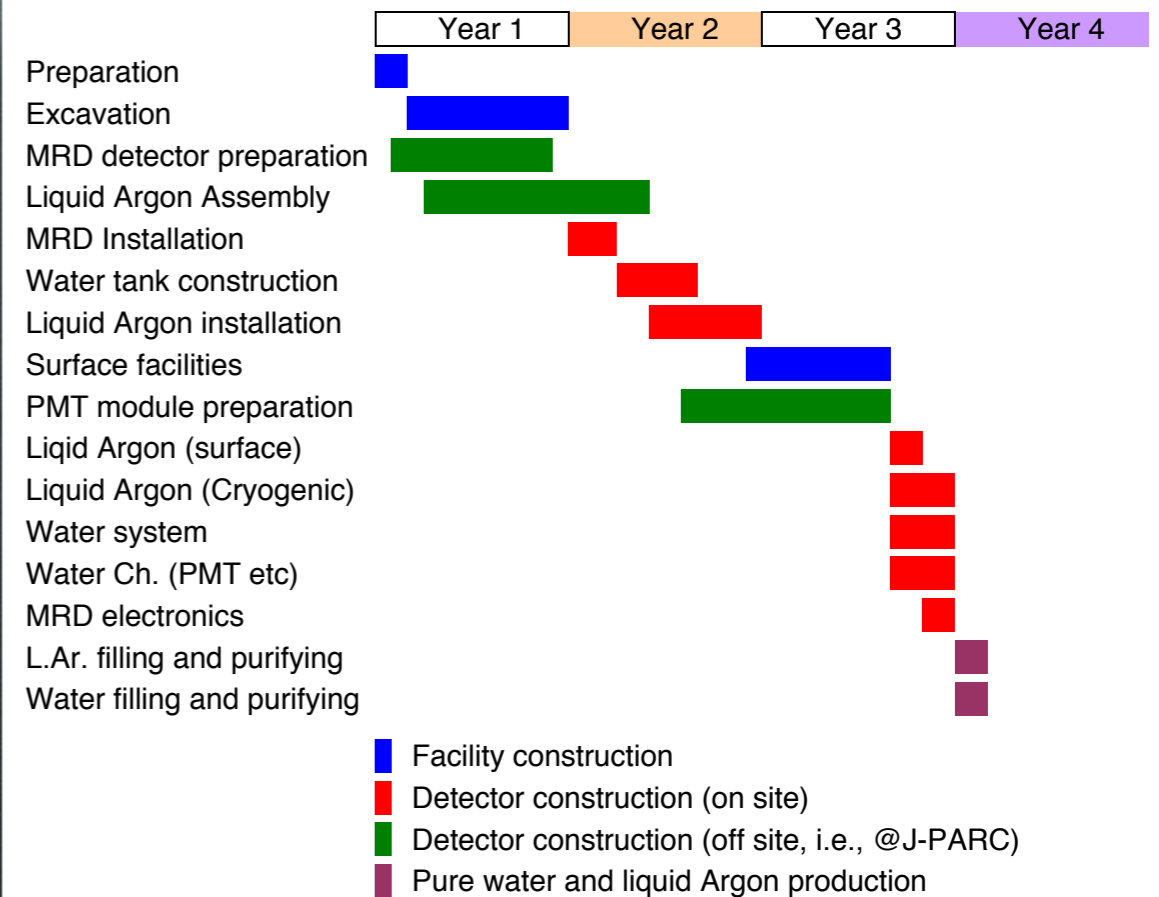 Year 1 Year 2 Year 3 Year 4
Preparation
Excavation
MRD detector preparation
Liquid Argon Assembly
MRD Installation
Water tank construction
Liquid Argon installation
Surface facilities
PMT module preparation
Liqid Argon (surface)
Liquid Argon (Cryogenic)
Water system
Water Ch. (PMT etc)
MRD electronics
L.Ar. filling and purifying
Water filling and purifying
Facility construction
Detector construction (on site)
Detector construction (off site, i.e., @J-PARC)
Pure water and liquid Argon production